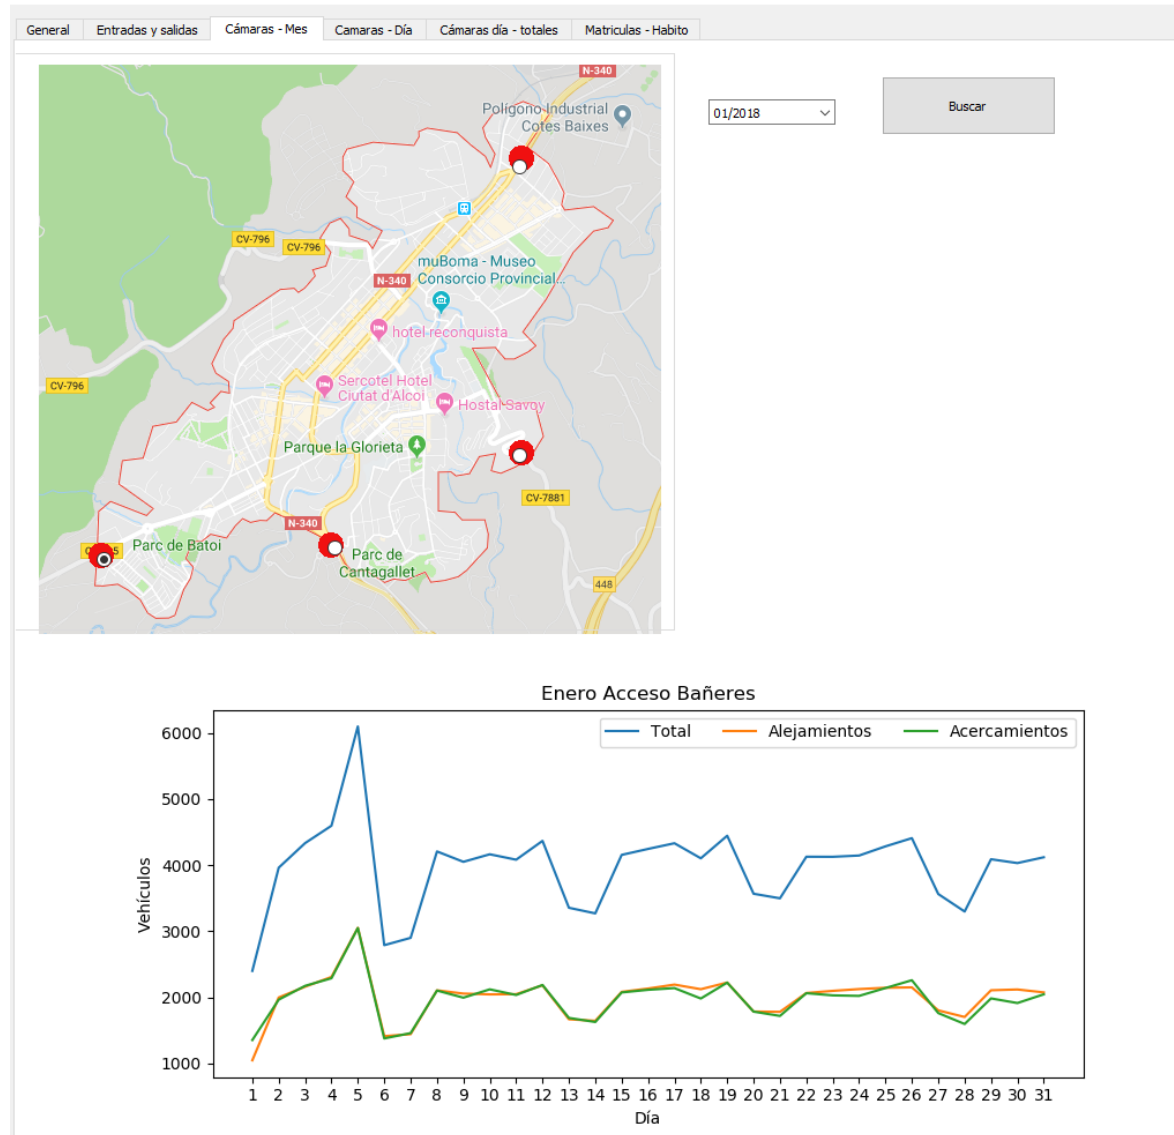 General
Entradas y salidas
Cámaras - Mes
Camaras - Día
Cámaras día - totales
Matriculas - Habito
01/2018
Buscar
N-340
Polígono Industrial
Cotes Baixes
CV-796
CV-796
muBoma - Museo
Consorcio Provincial...
N-340
hotel reconquista
CV-796
Sercotel Hotel
Ciutat d'Alcoi
Hostal Savoy
Parque la Glorieta
CV-7881
N-340
Parc de Batoi
Parc de
Cantagallet
448
Enero Acceso Bañeres
Total
Alejamientos
Acercamientos
6000
5000
4000
3000
2000
1000
Vehículos
1 2 3 4 5 6 7 8 9 10 11 12 13 14 15 16 17 18 19 20 21 22 23 24 25 26 27 28 29 30 31
Día